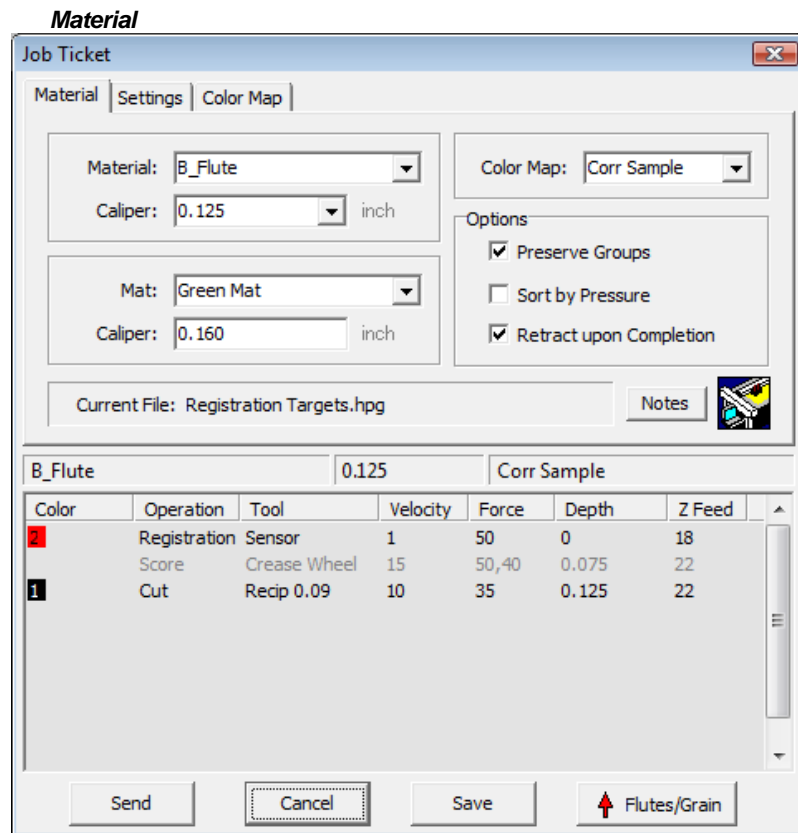 Material
Job Ticket
Material Settings Color Map
Material: B_Flute
Caliper: 0.125 inch
Color Map: Corr Sample
Options
Preserve Groups
Sort by Pressure
Retract upon Completion
Mat: Green Mat
Caliper: 0.160 inch
Current File: Registration Targets.hpg
Notes
B_Flute 0.125 Corr Sample
Color Operation Tool Velocity Force Depth Z Feed
2 Registration Sensor 1 50 0 18
Score Crease Wheel 15 50,40 0.075 22
1 Cut Recip 0.09 10 35 0.125 22
Send Cancel Save Flutes/Grain